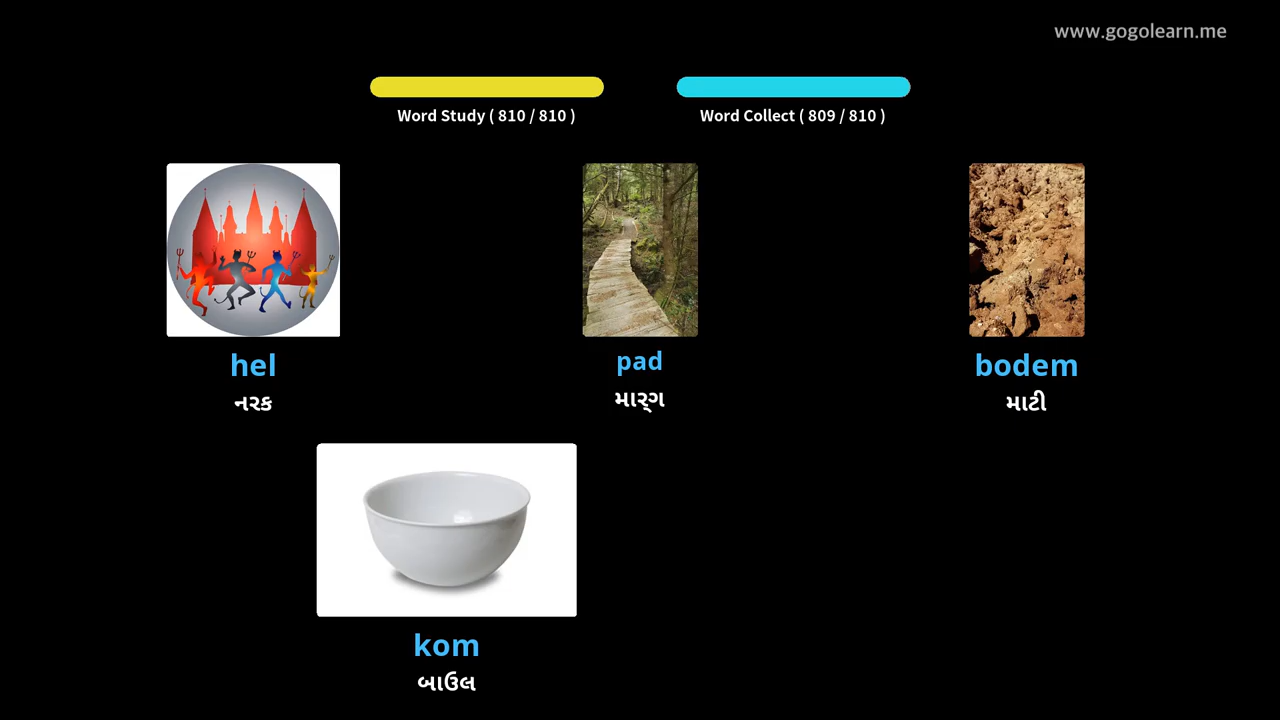 www.gogolearn.me
Word Study ( 810 / 810 )
Word Collect ( 809 / 810 )
hel
pad
bodem
નરક
માર્ગ
માટી
kom
બાઉલ